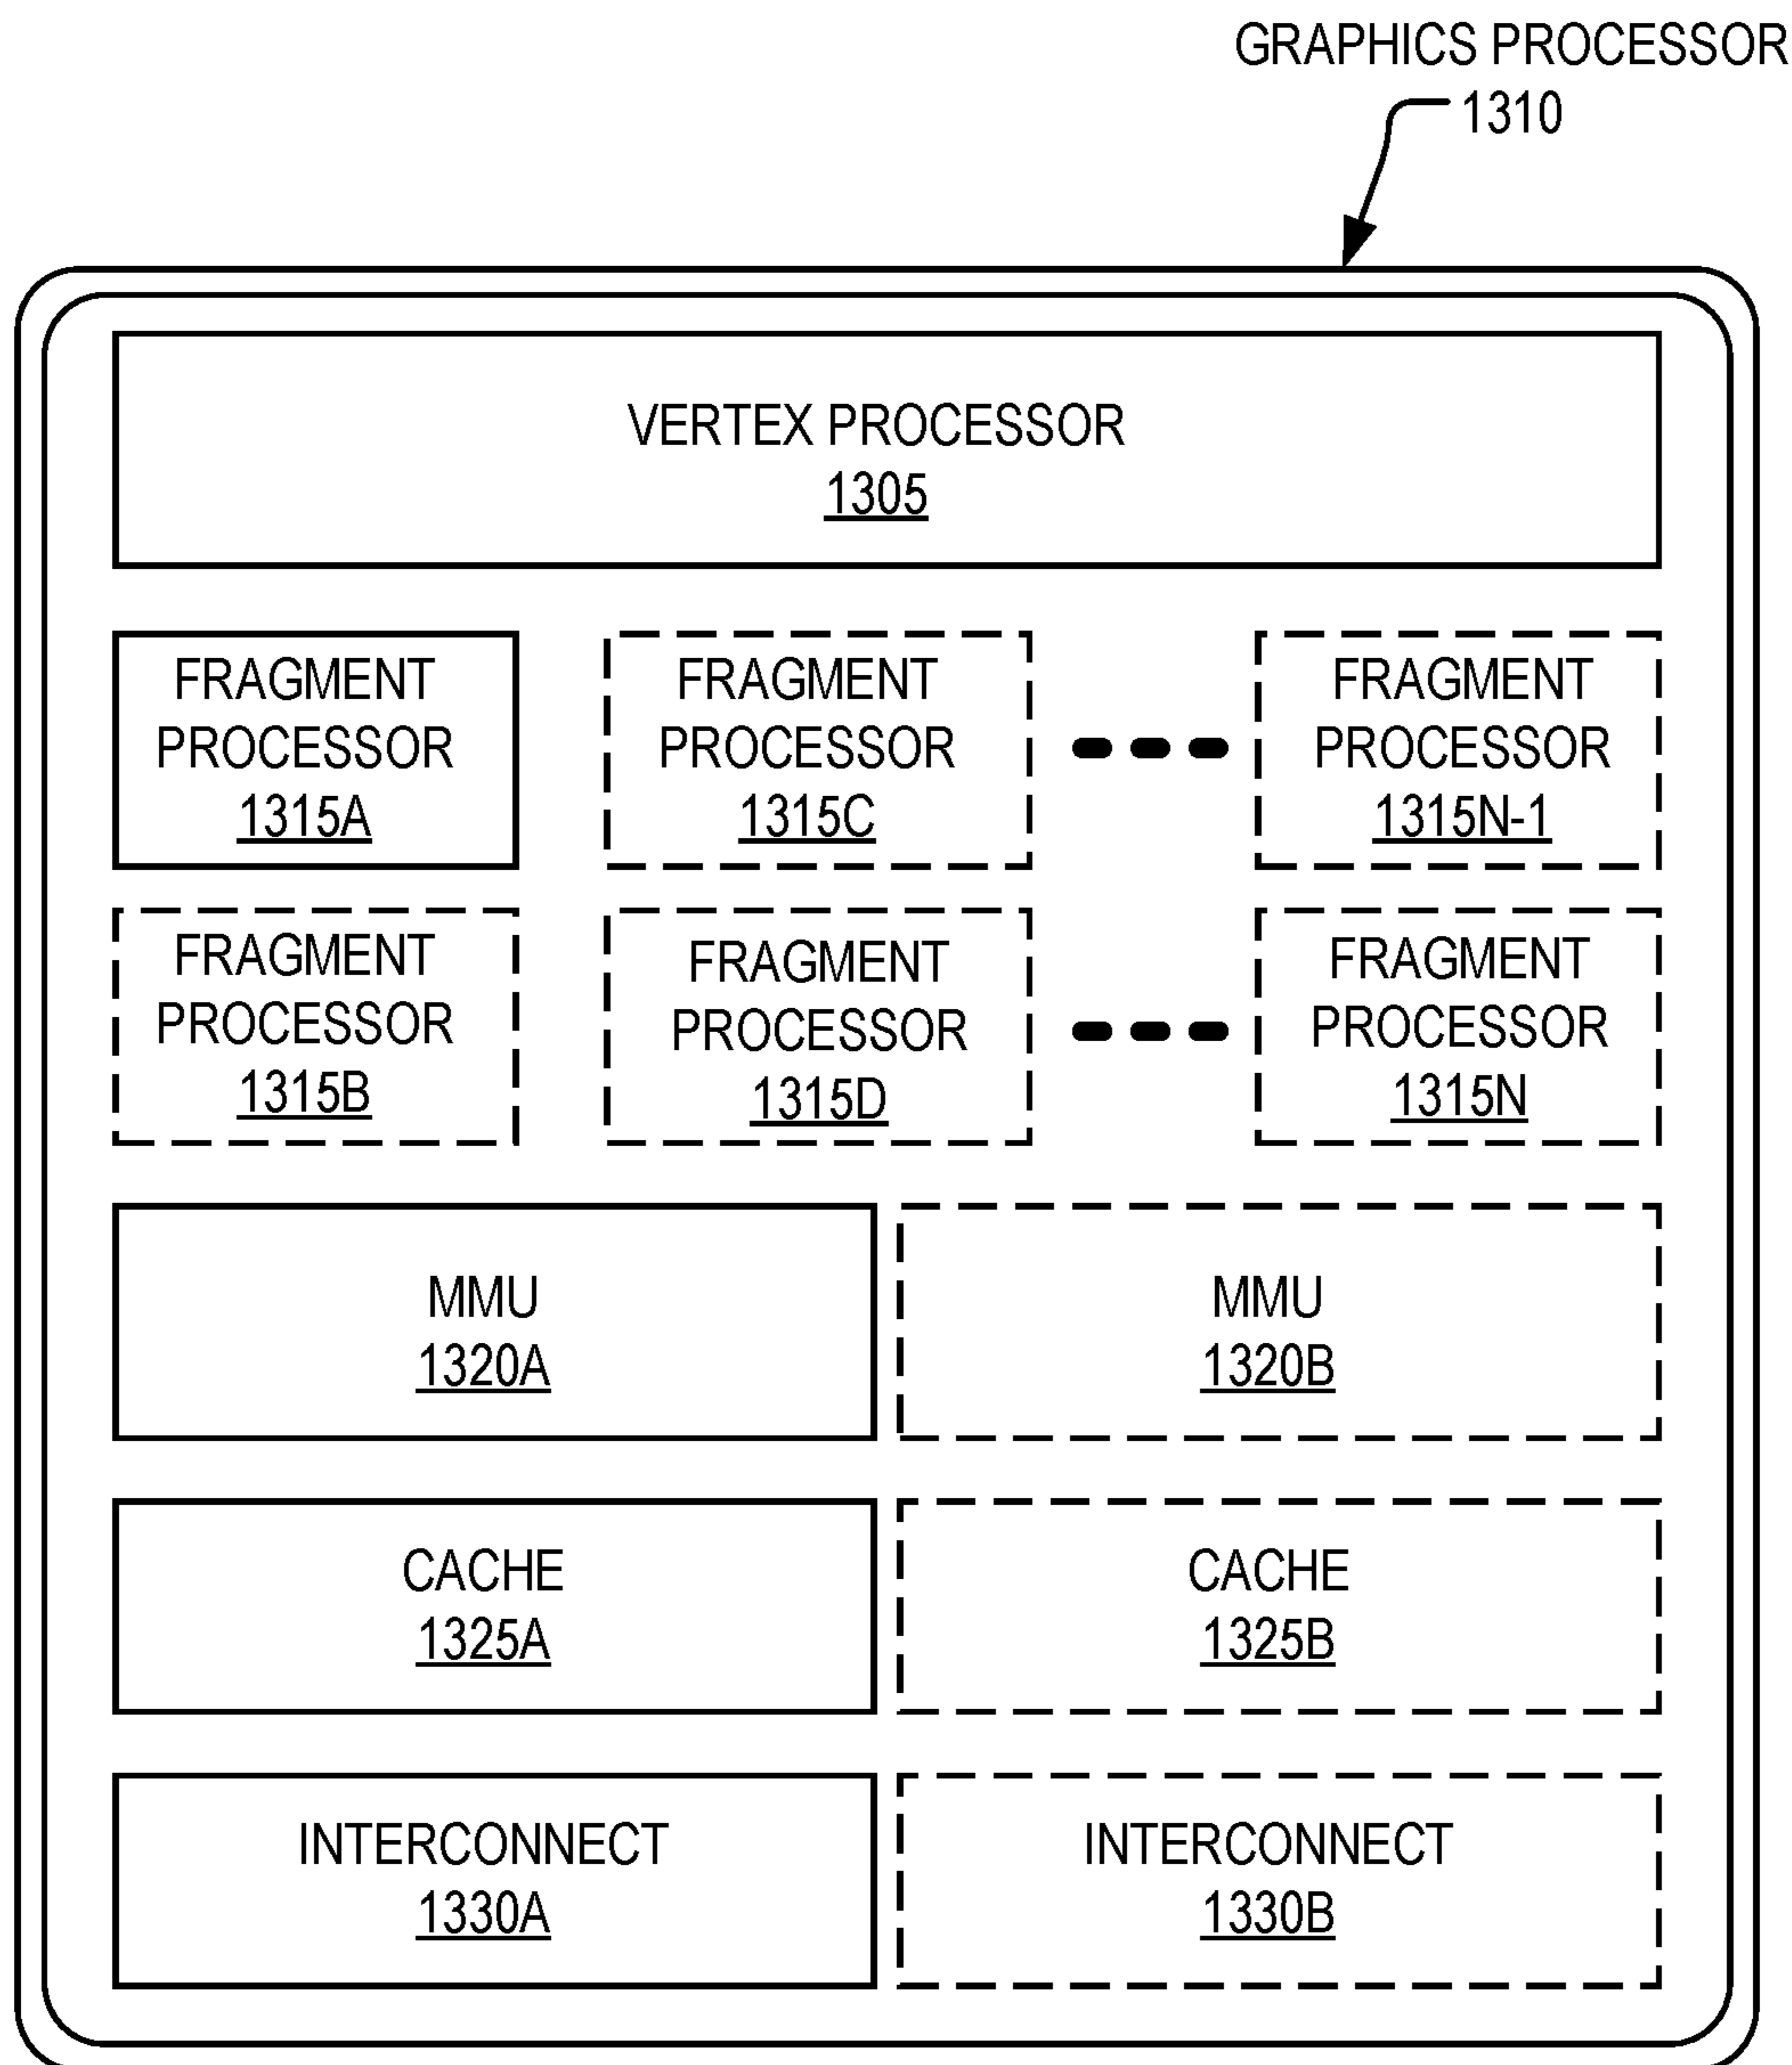 GRAPHICS PROCESSOR
1310
VERTEX PROCESSOR
1305
FRAGMENT
PROCESSOR
1315A
FRAGMENT
PROCESSOR
1315C
FRAGMENT
PROCESSOR
1315N-1
FRAGMENT
PROCESSOR
1315B
FRAGMENT
PROCESSOR
1315D
FRAGMENT
PROCESSOR
1315N
MMU
1320A
MMU
1320B
CACHE
1325A
CACHE
1325B
INTERCONNECT
1330A
INTERCONNECT
1330B